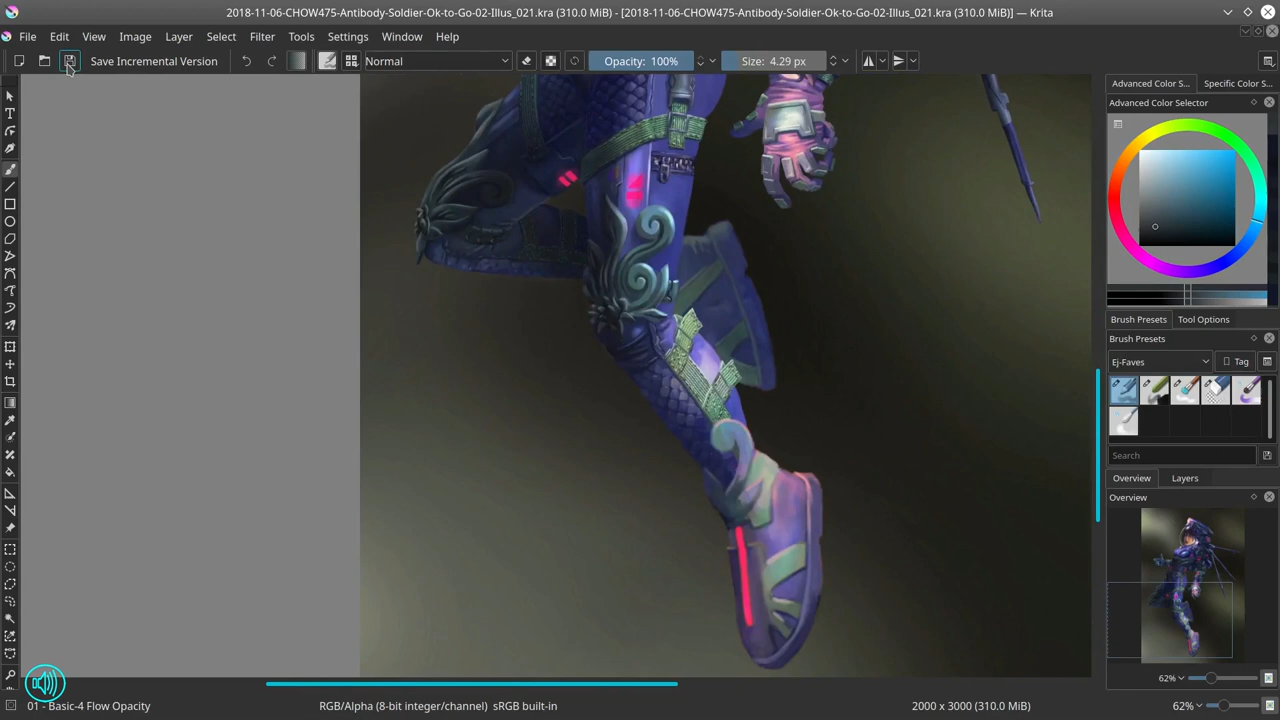 2018-11-06-CHOW475-Antibody-Soldier-Ok-to-Go-02-Illus_021.kra (310.0 MiB) - [2018-11-06-CHOW475-Antibody-Soldier-Ok-to-Go-02-Illus_021.kra (310.0 MiB)] — Krita
File Edit View Image Layer Select Filter Tools Settings Window Help
Save Incremental Version Normal Opacity: 100% Size: 4.29 px
Advanced Color S... Specific Color S...
Advanced Color Selector
Brush Presets Tool Options
Brush Presets
Ej-Faves Tag
Search
Overview Layers
Overview
62%
01 - Basic-4 Flow Opacity RGB/Alpha (8-bit integer/channel) sRGB built-in 2000 x 3000 (310.0 MiB) 62%